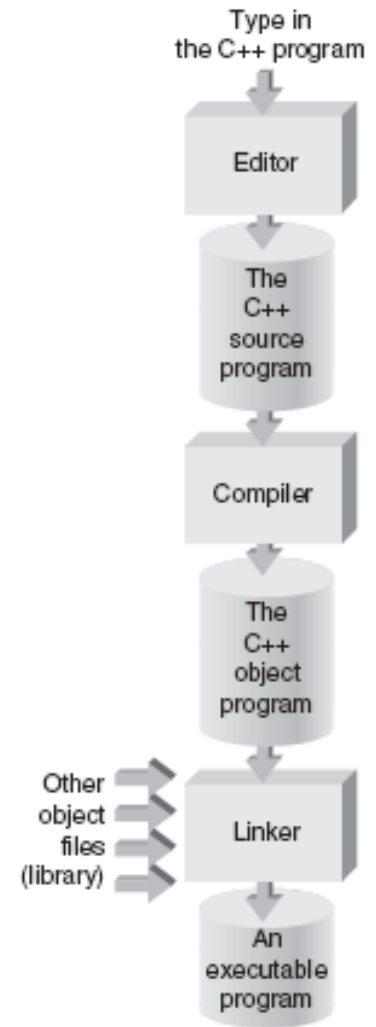 Type in
the C++ program
Editor
The
C++
source
program
Compiler
The
C++
object
program
Other
object
files
(library)
Linker
An
executable
program